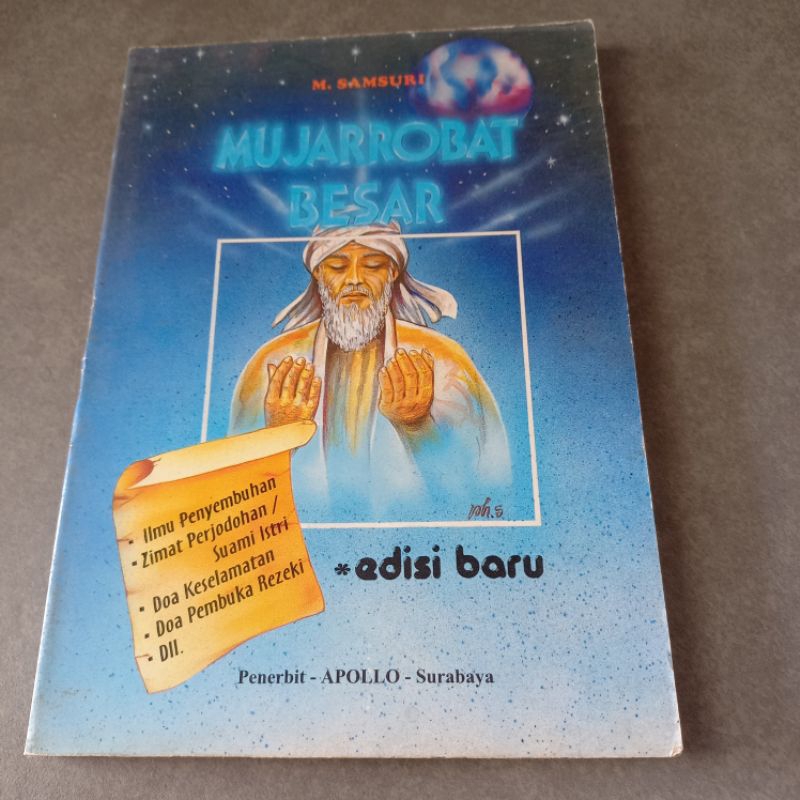 M. SAMSURI
MUJARROBAT
BESAR
• Ilmu Penyembuhan
• Zimat Perjodohan /
Suami Istri
• Doa Keselamatan
• Doa Pembuka Rezeki
• Dll.
*edisi baru
Penerbit - APOLLO - Surabaya